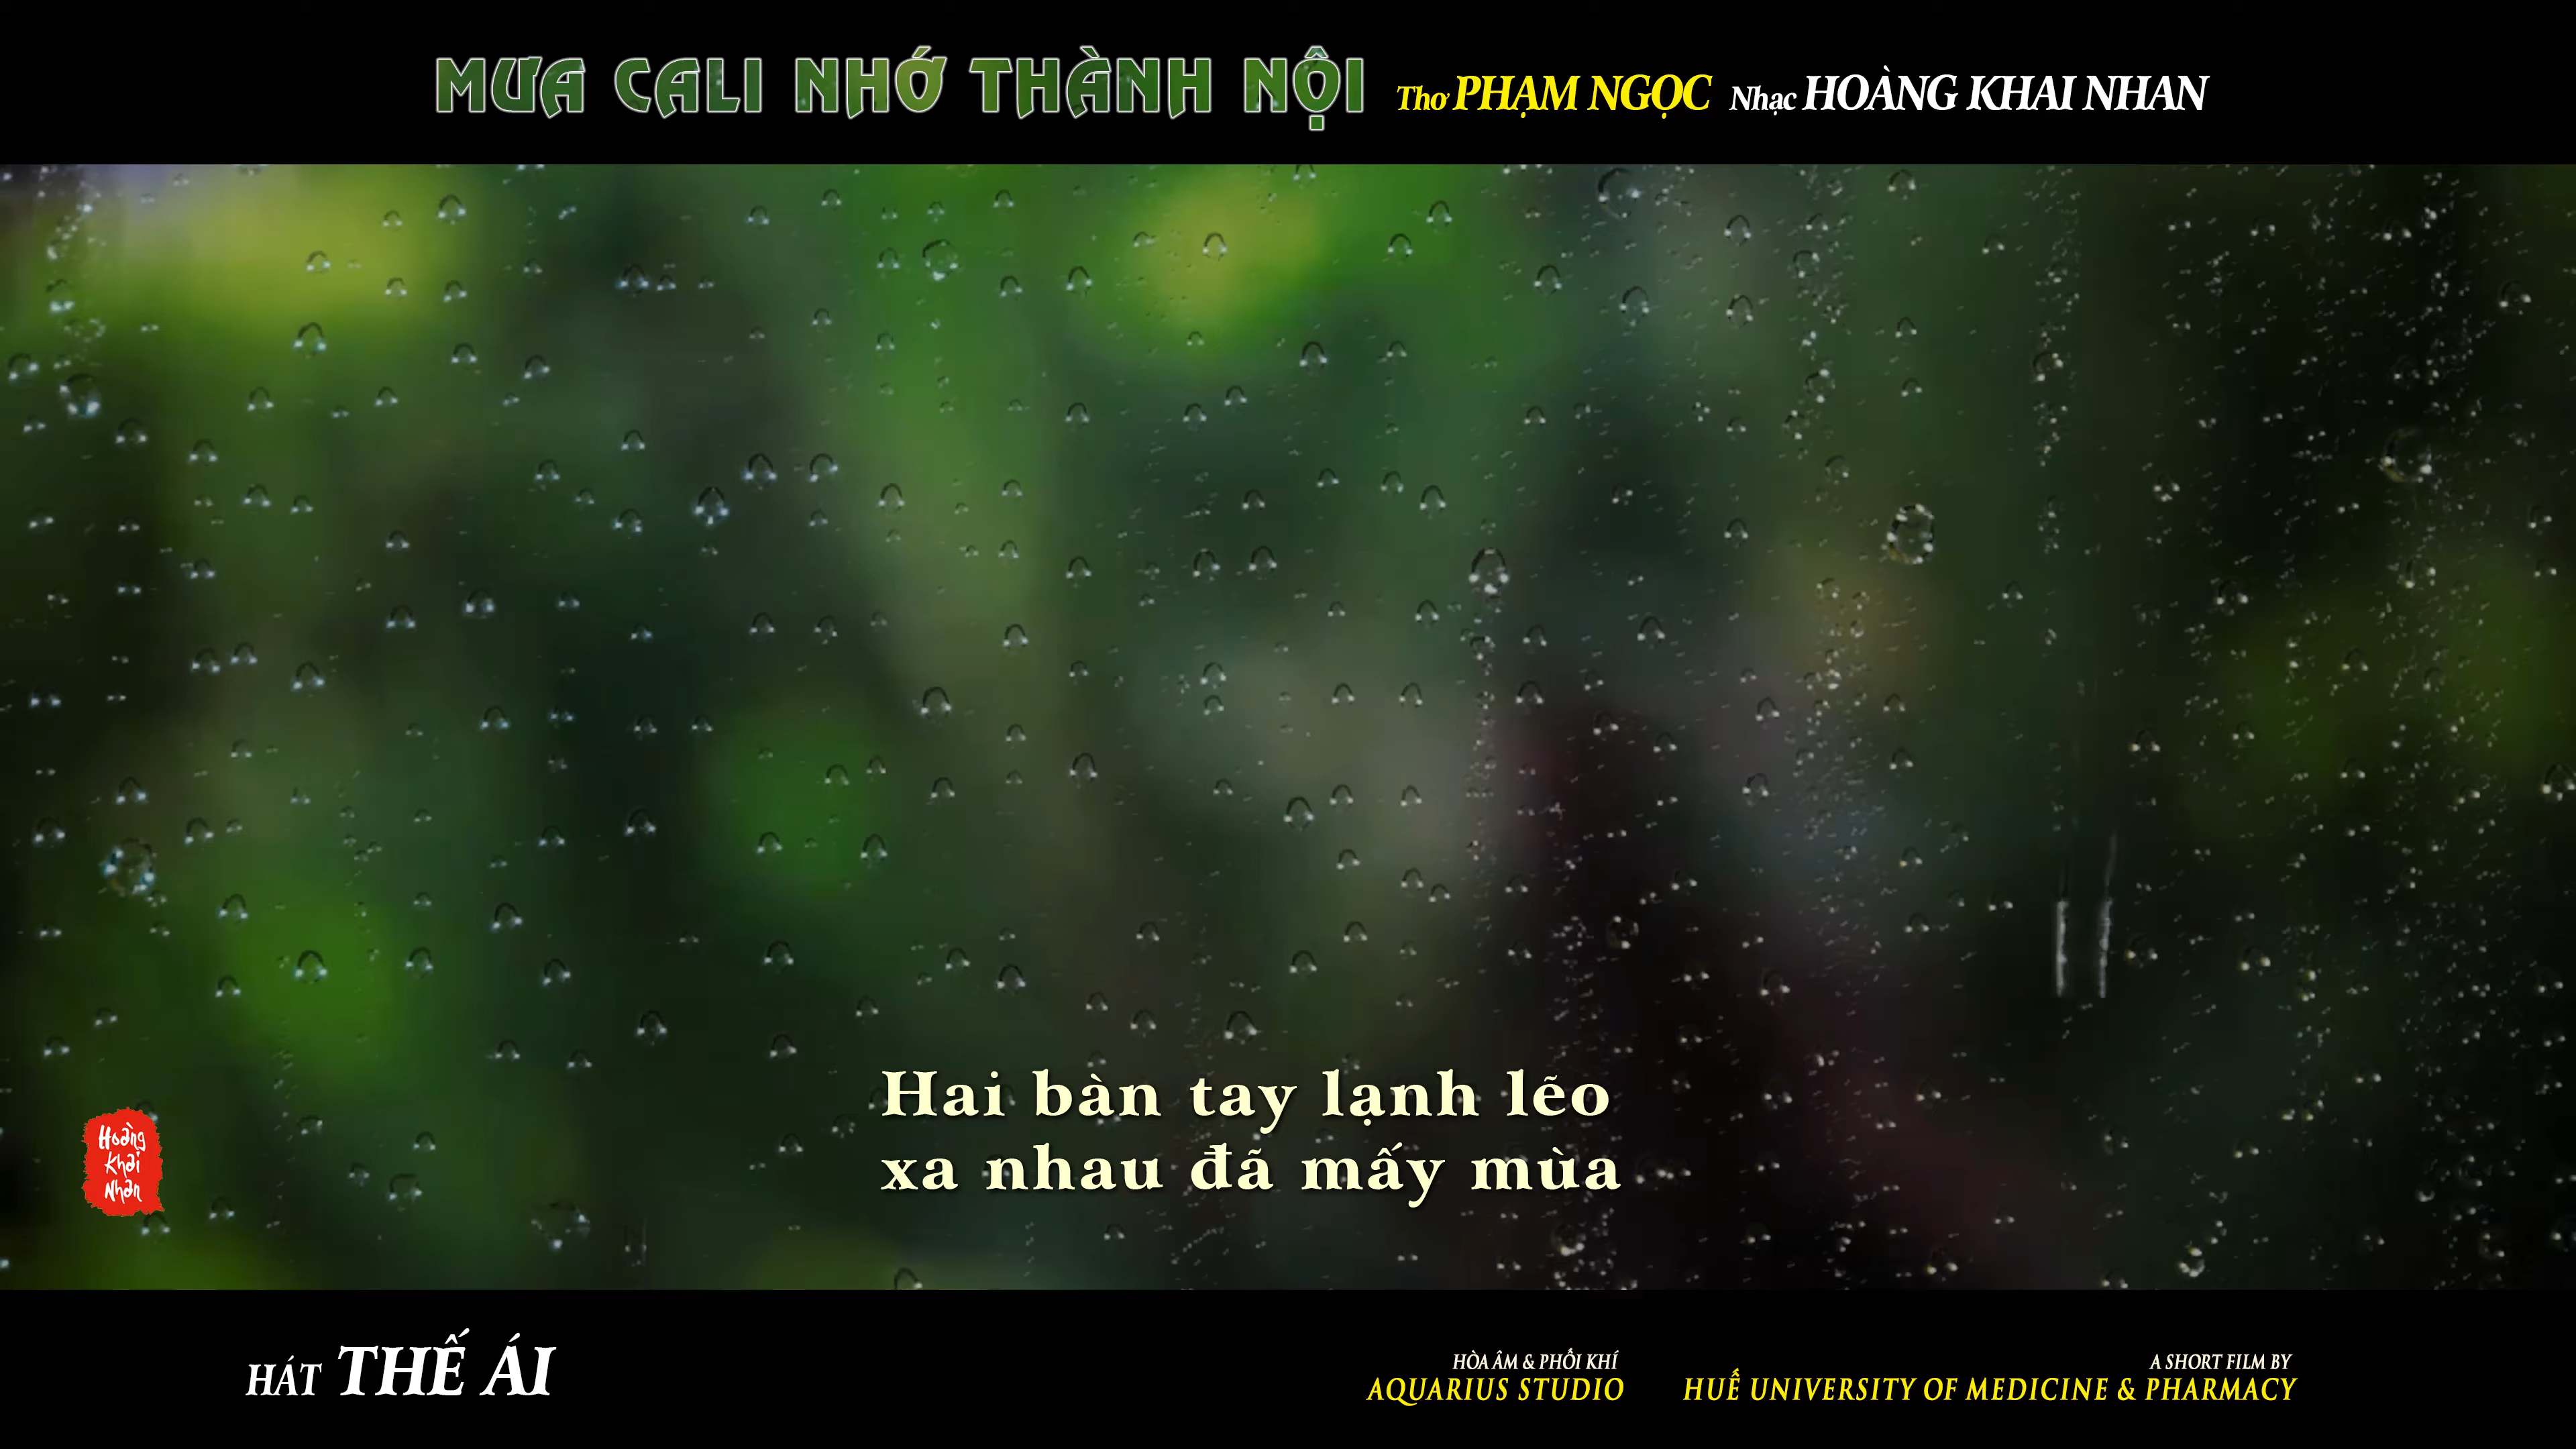 MƯA CALI NHỚ THÀNH NỘI Thơ PHẠM NGỌC Nhạc HOÀNG KHAI NHAN
Hai bàn tay lạnh lẽo
xa nhau đã mấy mùa
Hoàng
Khai
Nhan
HÁT THẾ ÁI
HÒA ÂM & PHỐI KHÍ
AQUARIUS STUDIO
A SHORT FILM BY
HUẾ UNIVERSITY OF MEDICINE & PHARMACY